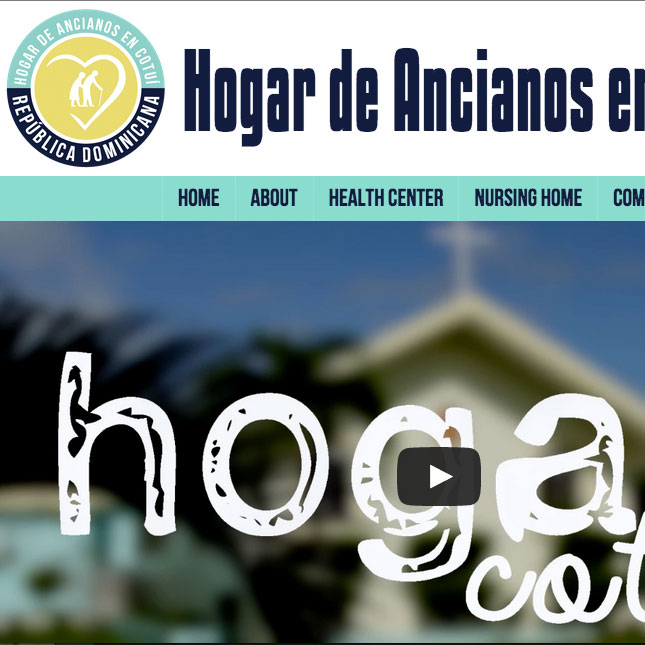 HOGAR DE ANCIANOS EN COTUÍ
REPÚBLICA DOMINICANA
Hogar de Ancianos en
HOME ABOUT HEALTH CENTER NURSING HOME COM
hoga
cot